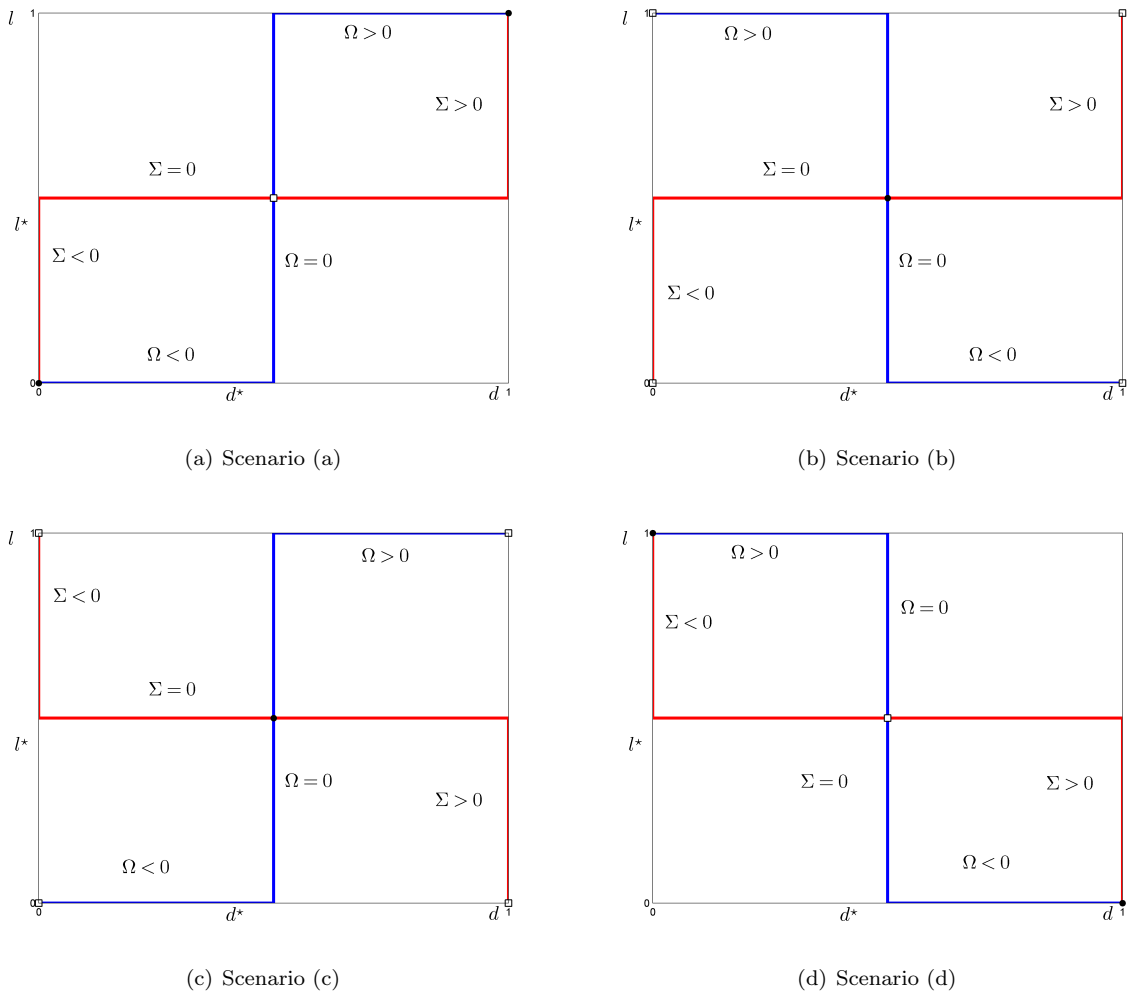 l 1 Ω > 0
Σ > 0
Σ = 0
l⋆
Σ < 0 Ω = 0
Ω < 0
0
0 d⋆ d 1
(a) Scenario (a)
l 1 Ω > 0
Σ > 0
Σ = 0
l⋆
Ω = 0
Σ < 0
Ω < 0
0
0 d⋆ d 1
(b) Scenario (b)
l 1
Ω > 0
Σ < 0
Σ = 0
l⋆
Ω = 0
Σ > 0
Ω < 0
0
0 d⋆ d 1
(c) Scenario (c)
l 1
Ω > 0
Ω = 0
Σ < 0
l⋆
Σ = 0 Σ > 0
Ω < 0
0
0 d⋆ d 1
(d) Scenario (d)